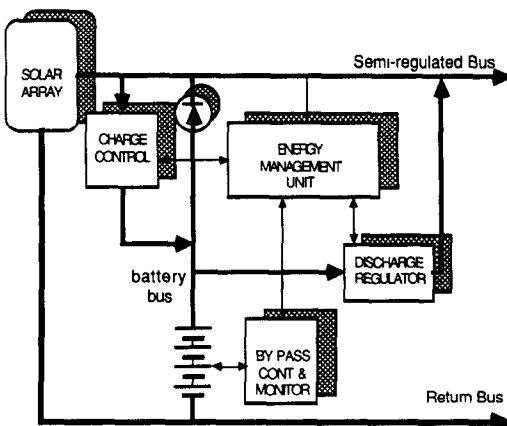 Semi-regulated Bus
SOLAR
ARRAY
CHARGE
CONTROL
ENERGY
MANAGEMENT
UNIT
battery
bus
DISCHARGE
REGULATOR
BY PASS
CONT &
MONITOR
Return Bus